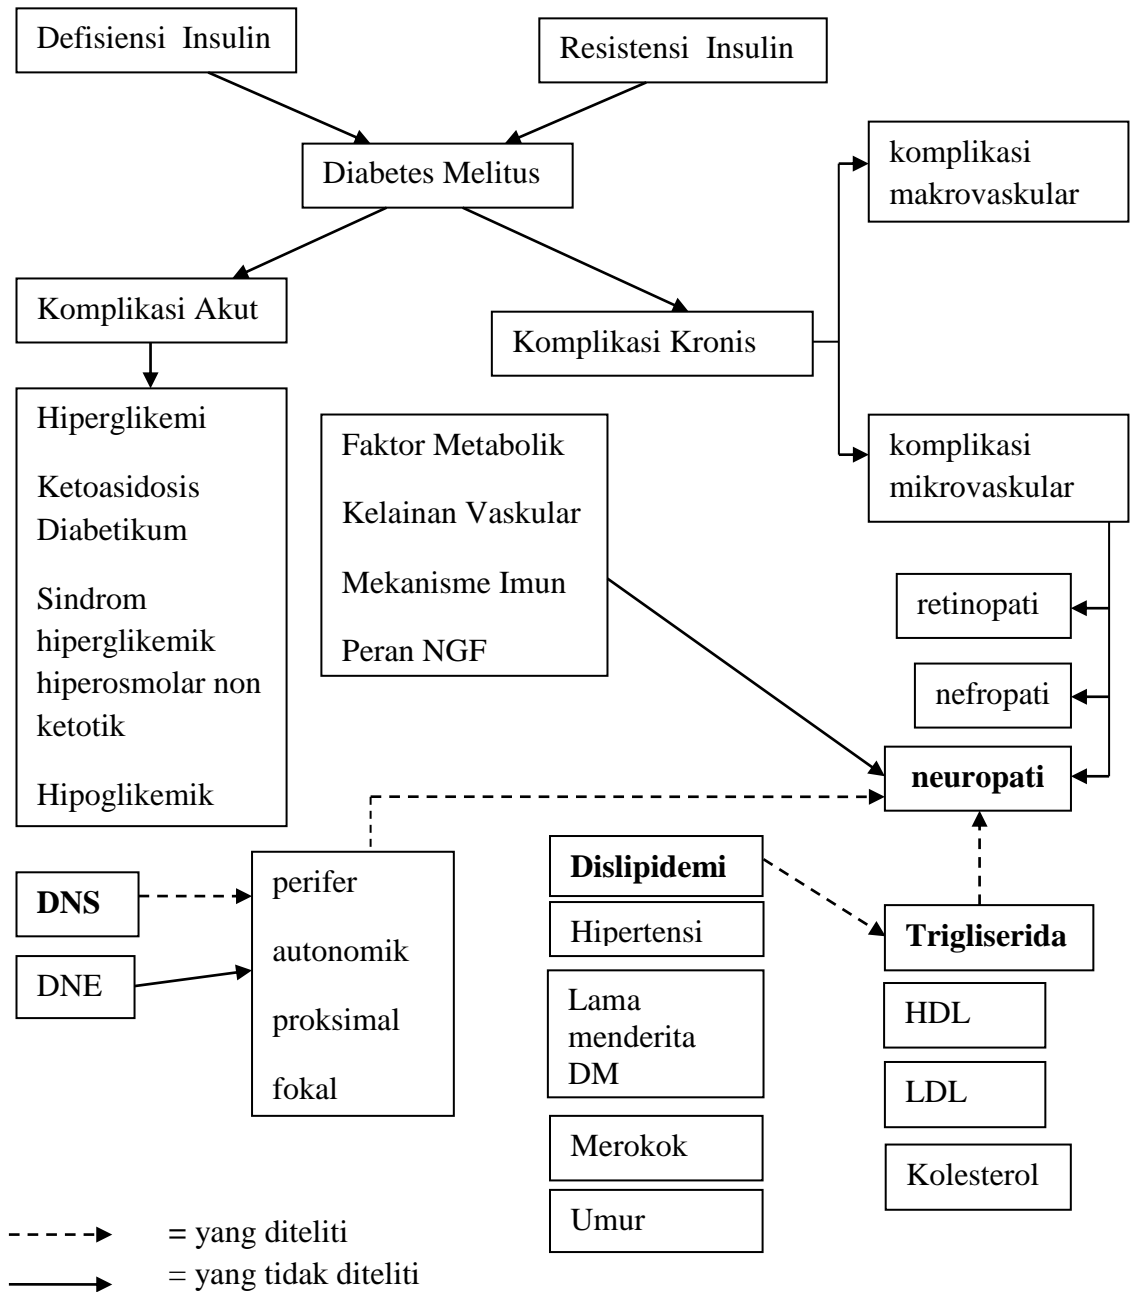 Defisiensi Insulin
Resistensi Insulin
Diabetes Melitus
komplikasi
makrovaskular
Komplikasi Akut
Komplikasi Kronis
Hiperglikemi
Ketoasidosis
Diabetikum
Sindrom
hiperglikemik
hiperosmolar non
ketotik
Hipoglikemik
Faktor Metabolik
Kelainan Vaskular
Mekanisme Imun
Peran NGF
komplikasi
mikrovaskular
retinopati
nefropati
neuropati
DNS
DNE
perifer
autonomik
proksimal
fokal
Dislipidemi
Hipertensi
Lama
menderita
DM
Merokok
Umur
Trigliserida
HDL
LDL
Kolesterol
= yang diteliti
= yang tidak diteliti